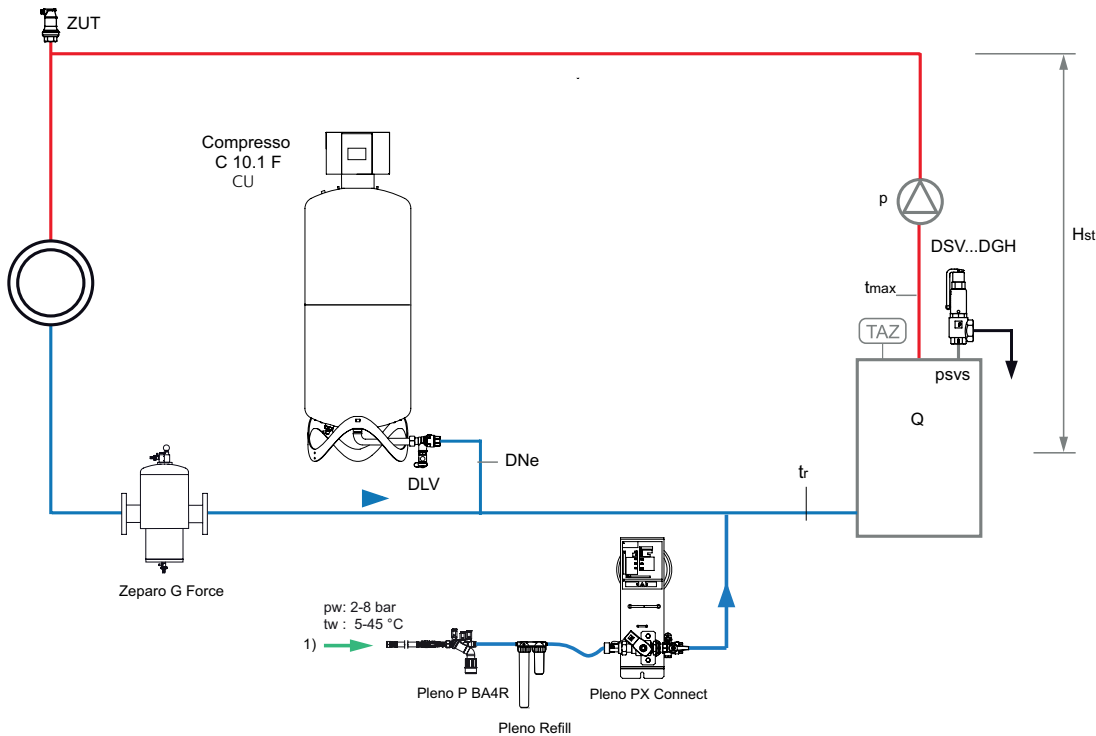 ZUT
Compresso
C 10.1 F
CU
p
Hst
DSV...DGH
tmax
TAZ
psvs
Q
DNe
DLV
tr
Zeparo G Force
pw: 2-8 bar
tw : 5-45 °C
1)
Pleno P BA4R
Pleno PX Connect
Pleno Refill